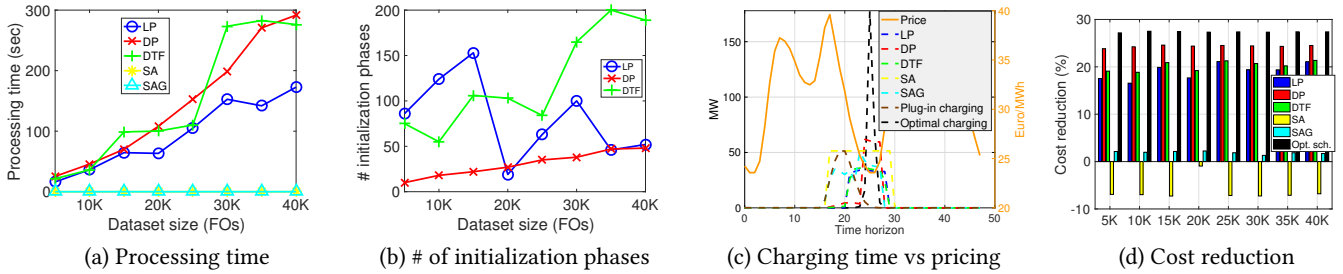 Processing time (sec)
300
200
100
0
LP
DP
DTF
SA
SAG
10K 20K 30K 40K
Dataset size (FOs)
(a) Processing time
# initialization phases
200
150
100
50
0
LP
DP
DTF
10K 20K 30K 40K
Dataset size (FOs)
(b) # of initialization phases
MW
150
100
50
0
Price
LP
DP
DTF
SA
SAG
Plug-in charging
Optimal charging
40
35
30
25
20
Euro/MWh
0 10 20 30 40 50
Time horizon
(c) Charging time vs pricing
Cost reduction (%)
30
20
10
0
-10
LP
DP
DTF
SA
SAG
Opt. sch.
5K 10K 15K 20K 25K 30K 35K 40K
(d) Cost reduction